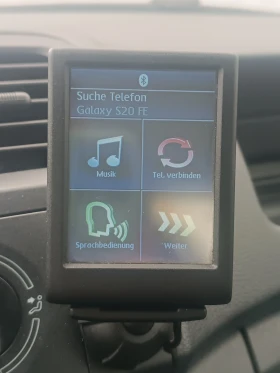 Suche Telefon
Galaxy S20 FE
Musik
Tel. verbinden
Sprachbedienung
Weiter